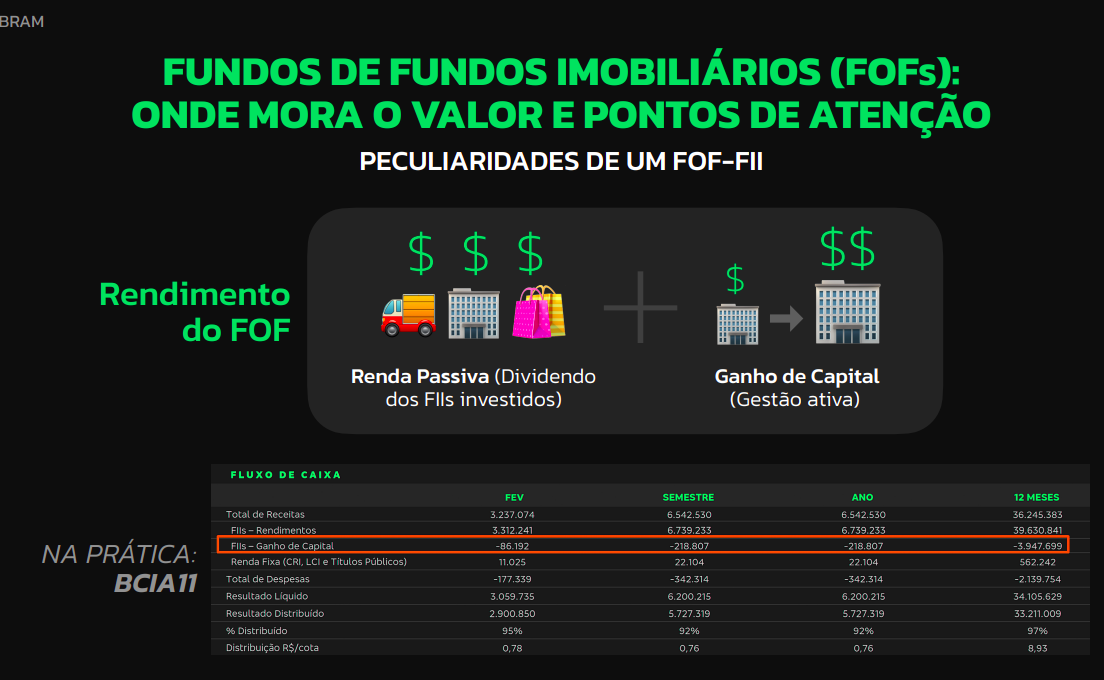 BRAM
FUNDOS DE FUNDOS IMOBILIÁRIOS (FOFs):
ONDE MORA O VALOR E PONTOS DE ATENÇÃO
PECULIARIDADES DE UM FOF-FII
Rendimento
do FOF
$ $ $
Renda Passiva (Dividendo
dos FIIs investidos)
$ $$
Ganho de Capital
(Gestão ativa)
NA PRÁTICA:
BCIA11
FLUXO DE CAIXA
FEV SEMESTRE ANO 12 MESES
Total de Receitas 3.237.074 6.542.530 6.542.530 36.245.383
FIIs – Rendimentos 3.312.241 6.739.233 6.739.233 39.630.841
FIIs – Ganho de Capital -86.192 -218.807 -218.807 -3.947.699
Renda Fixa (CRI, LCI e Títulos Públicos) 11.025 22.104 22.104 562.242
Total de Despesas -177.339 -342.314 -342.314 -2.139.754
Resultado Líquido 3.059.735 6.200.215 6.200.215 34.105.629
Resultado Distribuído 2.900.850 5.727.319 5.727.319 33.211.009
% Distribuído 95% 92% 92% 97%
Distribuição R$/cota 0,78 0,76 0,76 8,93